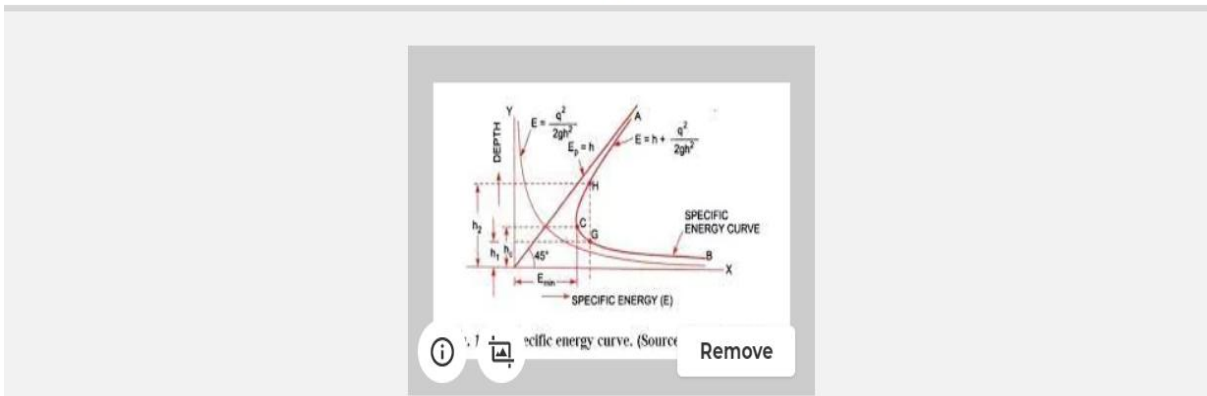 Y
E = q²/2gh²
A
DEPTH
E = h + q²/2gh²
Eₚ = h
H
h₂
C
SPECIFIC
ENERGY CURVE
G
h₁
45°
B
X
Eₘᵢₙ
SPECIFIC ENERGY (E)
ecific energy curve. (Source
Remove